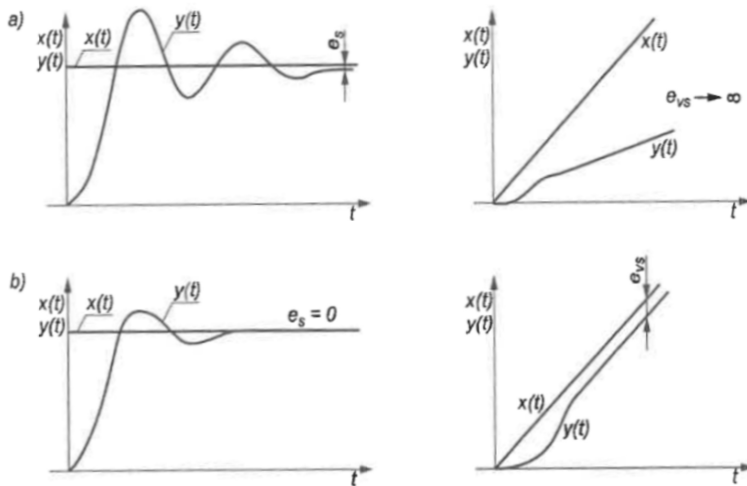 a)
x(t)
y(t)
x(t)
y(t)
e_s
t
x(t)
y(t)
x(t)
e_vs → ∞
y(t)
t
b)
x(t)
y(t)
x(t)
y(t)
e_s = 0
t
x(t)
y(t)
e_vs
x(t)
y(t)
t